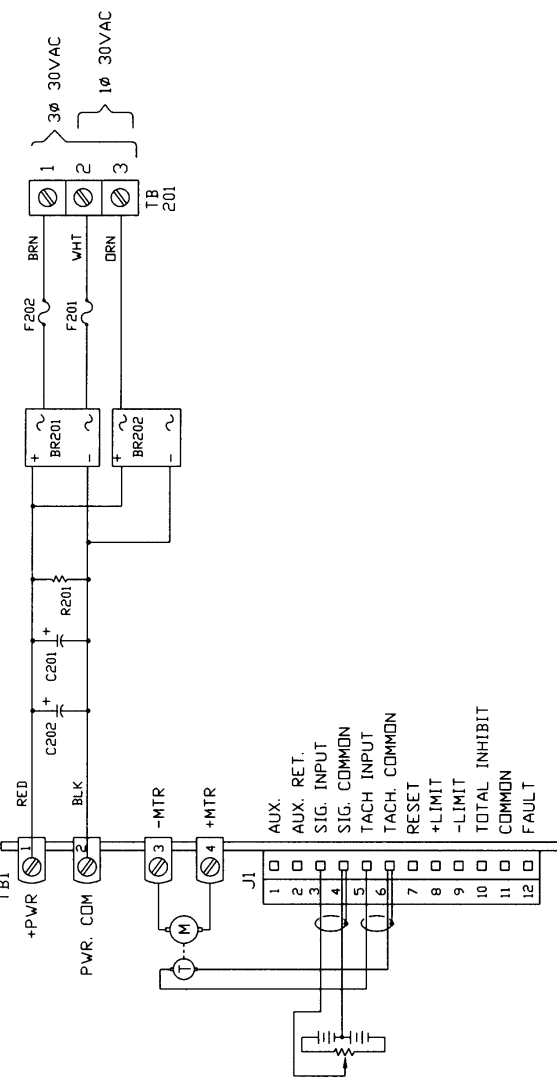 3Ø 30VAC
1Ø 30VAC
1
2
3
TB
201
BRN
WHT
ORN
F202
F201
+
BR201
-
~
~
+
BR202
-
~
~
R201
+
C201
+
C202
RED
BLK
TB1
1
+PWR
2
PWR. COM
3
-MTR
4
+MTR
M
T
J1
1 AUX.
2 AUX. RET.
3 SIG. INPUT
4 SIG. COMMON
5 TACH INPUT
6 TACH. COMMON
7 RESET
8 +LIMIT
9 -LIMIT
10 TOTAL INHIBIT
11 COMMON
12 FAULT